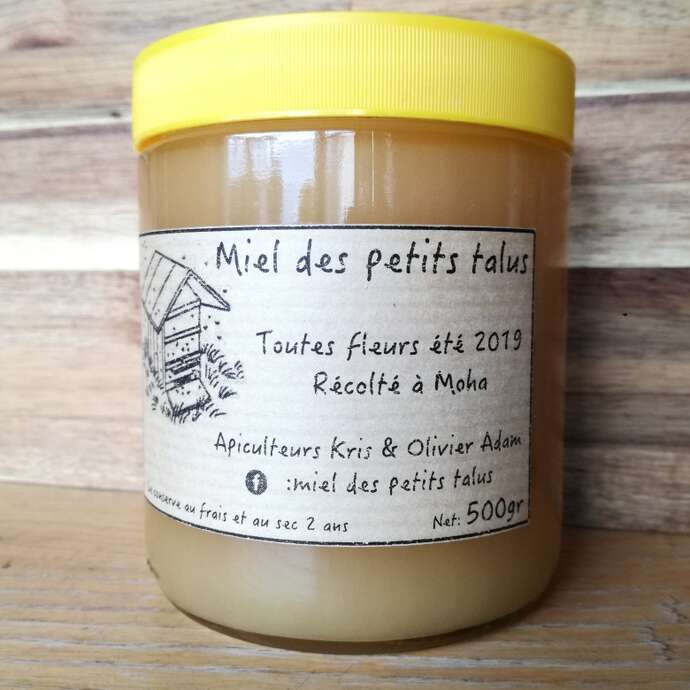 Miel des petits talus
Toutes fleurs été 2019
Récolté à Moha
Apiculteurs Kris & Olivier Adam
:miel des petits talus
conserve au frais et au sec 2 ans
Net: 500gr